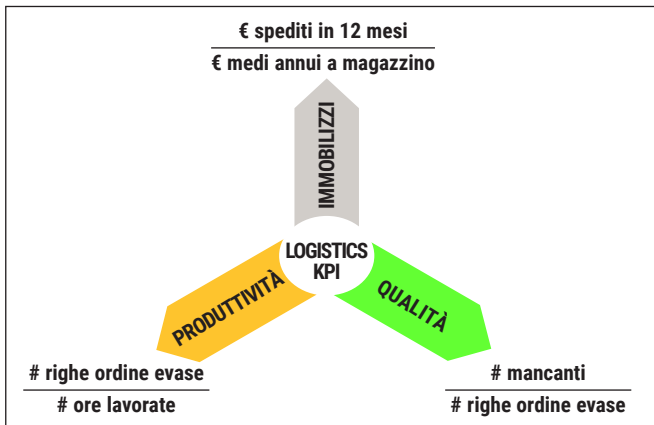 € spediti in 12 mesi
€ medi annui a magazzino
IMMOBILIZZI
LOGISTICS
KPI
PRODUTTIVITÀ
QUALITÀ
# righe ordine evase
# ore lavorate
# mancanti
# righe ordine evase